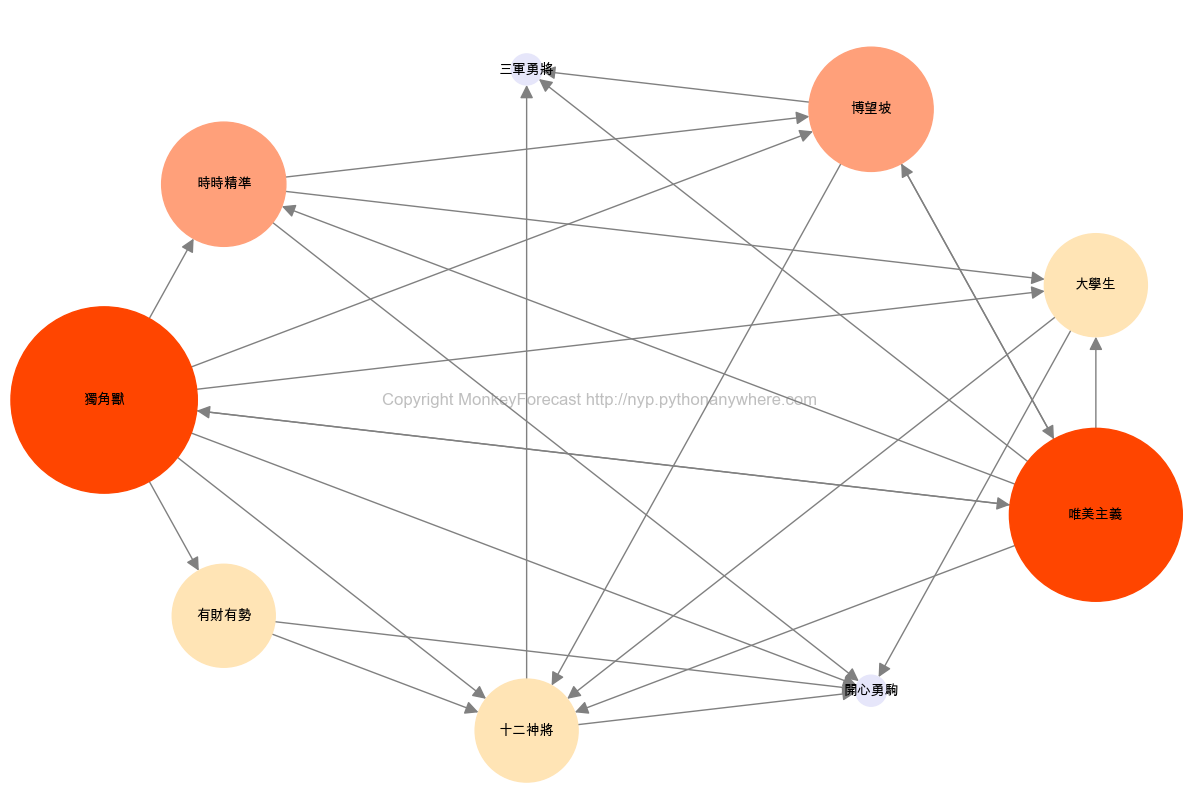 三軍勇將
博望坡
時時精準
大學生
獨角獸
Copyright MonkeyForecast http://nyp.pythonanywhere.com
唯美主義
有財有勢
開心勇駒
十二神將